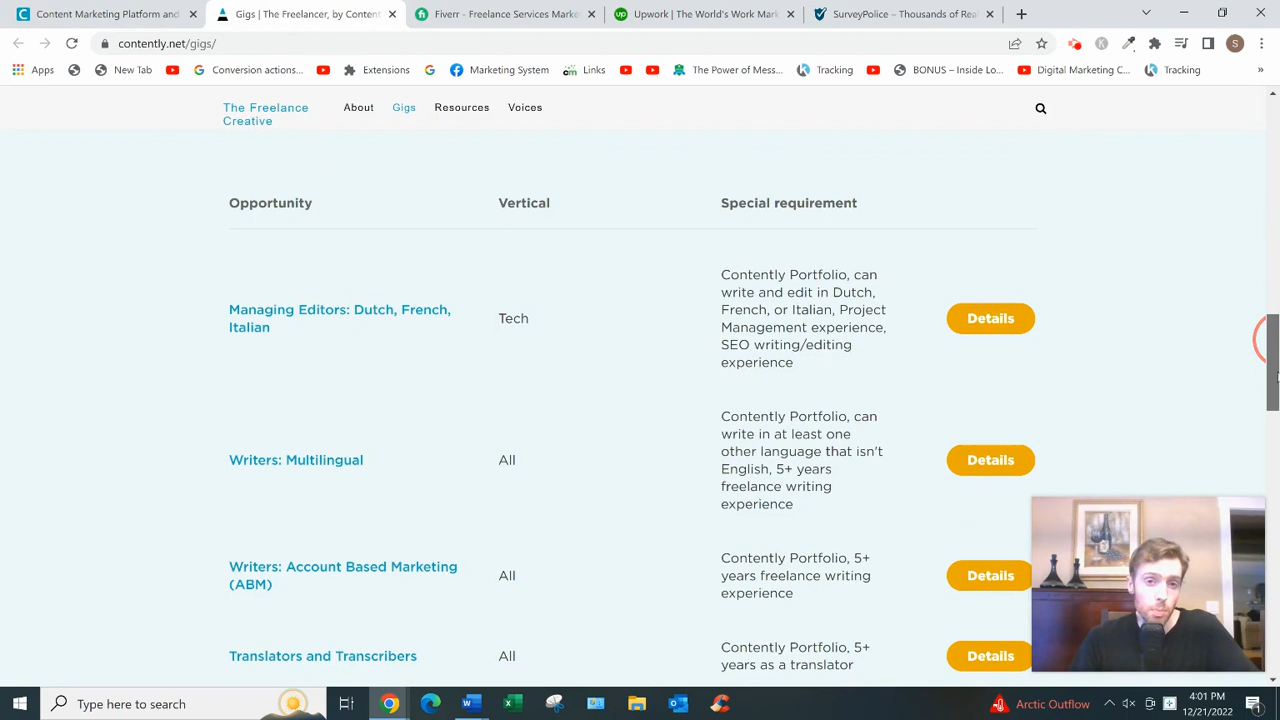 Content Marketing Platform and
Gigs | The Freelancer, by Content
Fiverr - Freelance Services Marke
Upwork | The World's Work Mark
SurveyPolice – Thousands of Rea
contently.net/gigs/
S
Apps
New Tab
Conversion action...
Extensions
Marketing System
Links
The Power of Mess...
Tracking
BONUS – Inside Lo...
Digital Marketing C...
Tracking
»
The Freelance
Creative
About
Gigs
Resources
Voices
Opportunity
Vertical
Special requirement
Managing Editors: Dutch, French,
Italian
Tech
Contently Portfolio, can
write and edit in Dutch,
French, or Italian, Project
Management experience,
SEO writing/editing
experience
Details
Writers: Multilingual
All
Contently Portfolio, can
write in at least one
other language that isn't
English, 5+ years
freelance writing
experience
Details
Writers: Account Based Marketing
(ABM)
All
Contently Portfolio, 5+
years freelance writing
experience
Details
Translators and Transcribers
All
Contently Portfolio, 5+
years as a translator
Details
Type here to search
Arctic Outflow
4:01 PM
12/21/2022